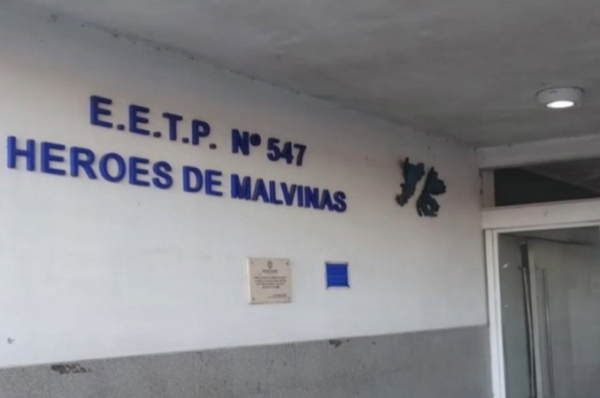 E.E.T.P. Nº 547
HEROES DE MALVINAS